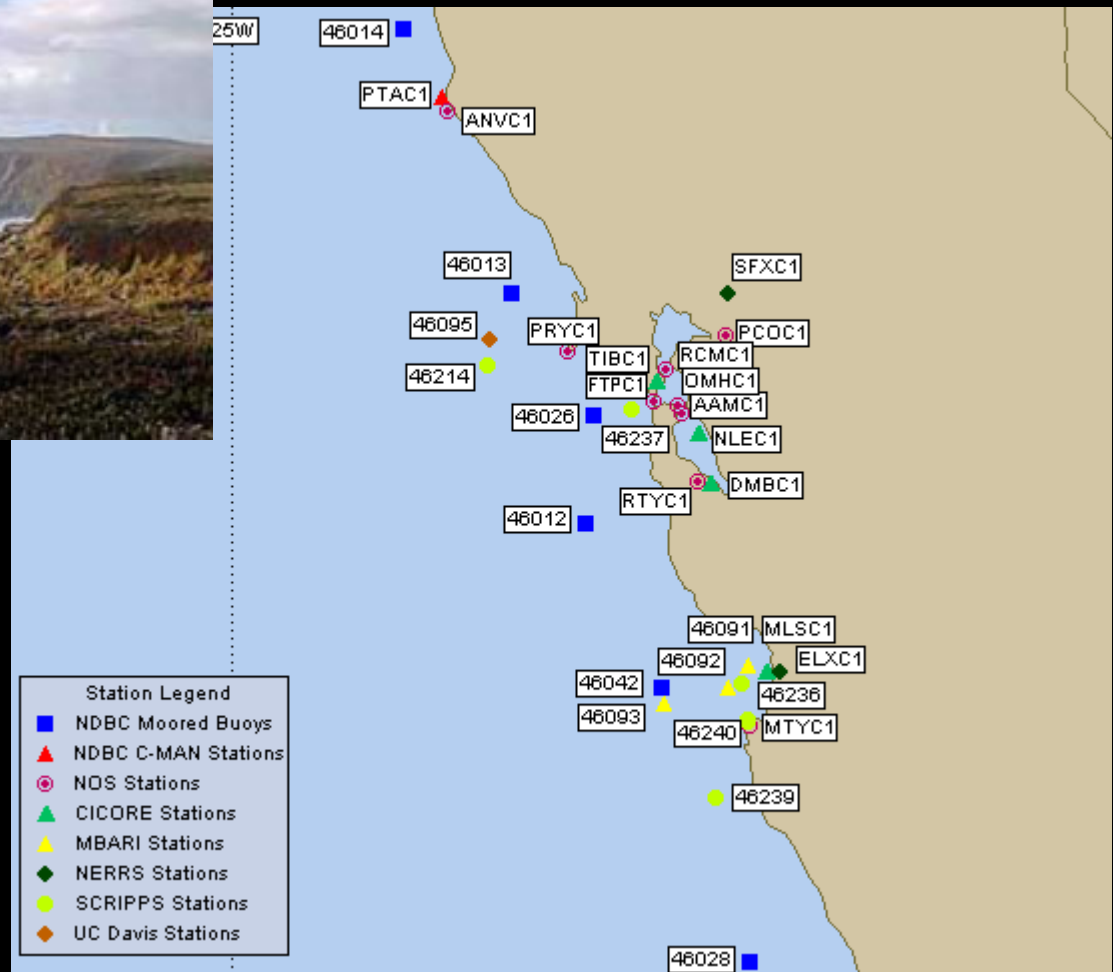 25W
46014
PTAC1
ANVC1
46013
SFXC1
46095
PRYC1
PCOC1
TIBC1
RCMC1
46214
FTPC1
OMHC1
46026
AAMC1
46237
NLEC1
RTYC1
DMBC1
46012
46091
MLSC1
46092
ELXC1
46042
46236
46093
46240
MTYC1
46239
46028
Station Legend
NDBC Moored Buoys
NDBC C-MAN Stations
NOS Stations
CICORE Stations
MBARI Stations
NERRS Stations
SCRIPPS Stations
UC Davis Stations